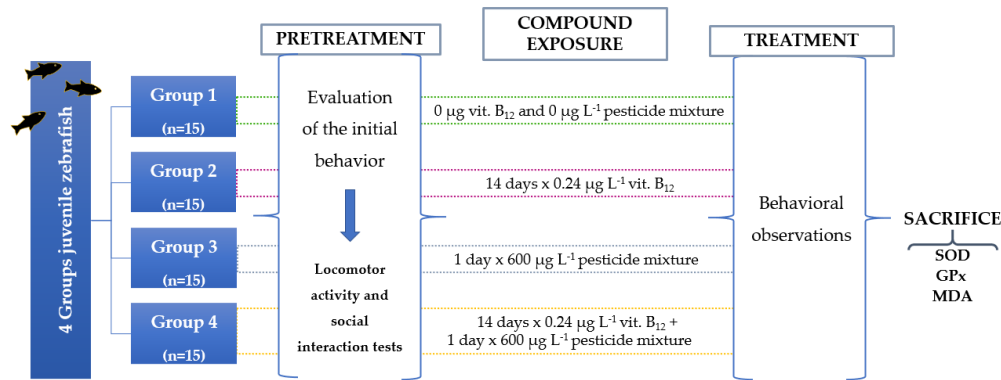 4 Groups juvenile zebrafish
Group 1
(n=15)
Group 2
(n=15)
Group 3
(n=15)
Group 4
(n=15)
PRETREATMENT
Evaluation
of the initial
behavior
Locomotor
activity and
social
interaction tests
COMPOUND
EXPOSURE
0 µg vit. B₁₂ and 0 µg L⁻¹ pesticide mixture
14 days x 0.24 µg L⁻¹ vit. B₁₂
1 day x 600 µg L⁻¹ pesticide mixture
14 days x 0.24 µg L⁻¹ vit. B₁₂ +
1 day x 600 µg L⁻¹ pesticide mixture
TREATMENT
Behavioral
observations
SACRIFICE
SOD
GPx
MDA